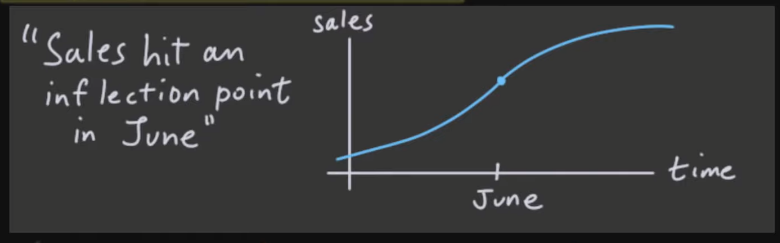 "Sales hit an
inflection point
in June"
sales
time
June